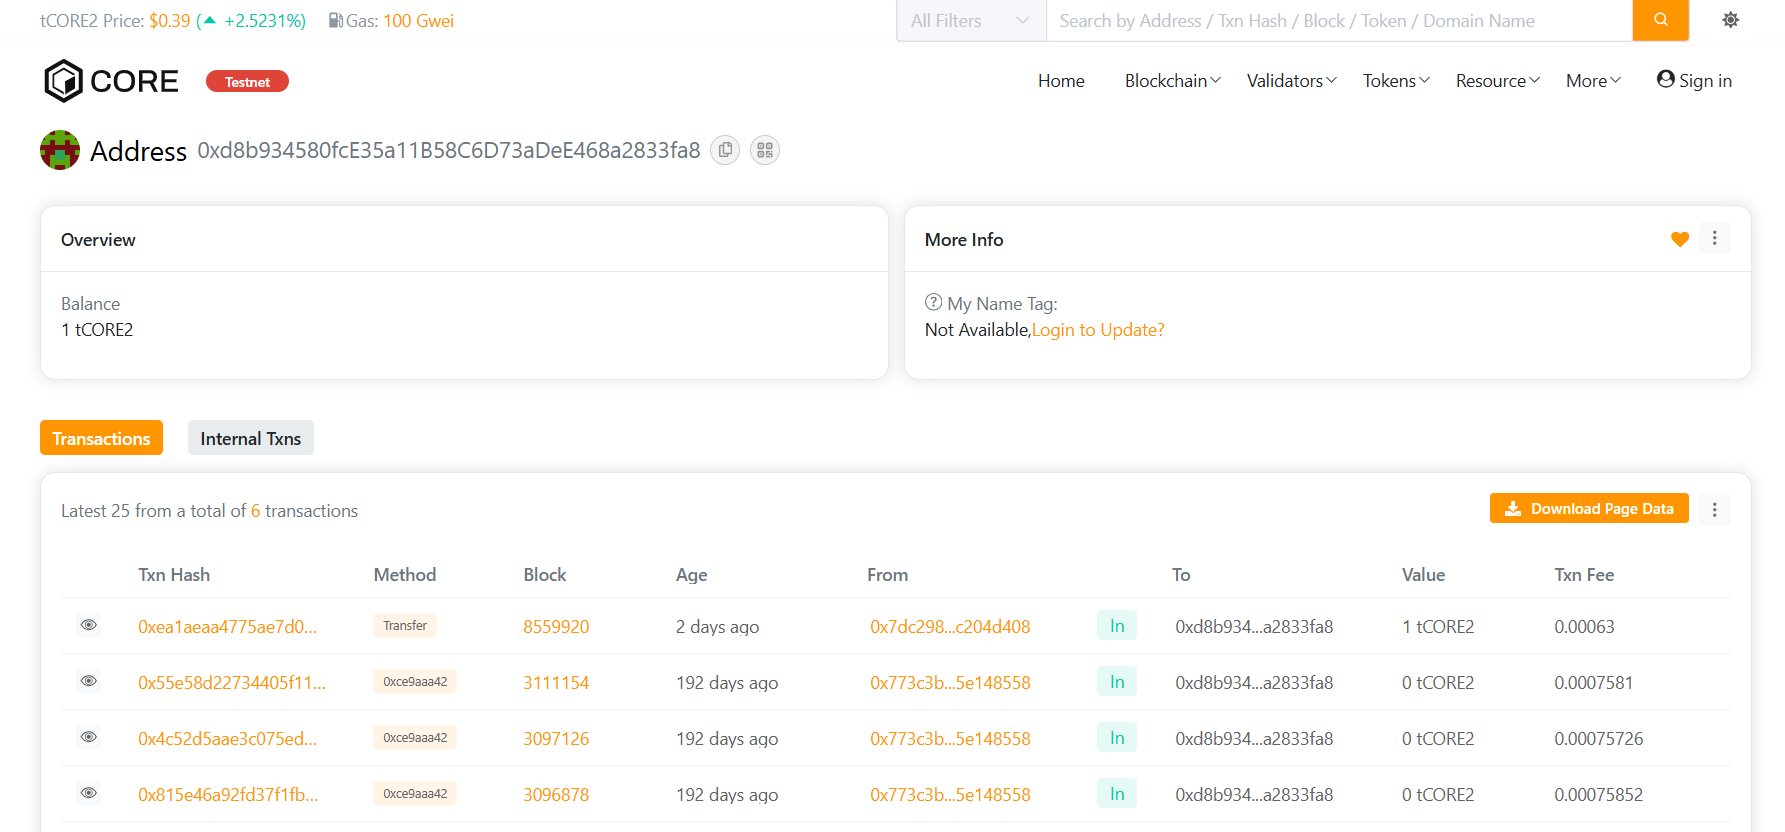 tCORE2 Price: $0.39 (▲ +2.5231%) Gas: 100 Gwei All Filters Search by Address / Txn Hash / Block / Token / Domain Name
CORE Testnet Home Blockchain Validators Tokens Resource More Sign in
Address 0xd8b934580fcE35a11B58C6D73aDeE468a2833fa8
Overview
Balance
1 tCORE2
More Info
My Name Tag:
Not Available,Login to Update?
Transactions Internal Txns
Latest 25 from a total of 6 transactions Download Page Data
Txn Hash Method Block Age From To Value Txn Fee
0xea1aeaa4775ae7d0... Transfer 8559920 2 days ago 0x7dc298...c204d408 In 0xd8b934...a2833fa8 1 tCORE2 0.00063
0x55e58d22734405f11... 0xce9aaa42 3111154 192 days ago 0x773c3b...5e148558 In 0xd8b934...a2833fa8 0 tCORE2 0.0007581
0x4c52d5aae3c075ed... 0xce9aaa42 3097126 192 days ago 0x773c3b...5e148558 In 0xd8b934...a2833fa8 0 tCORE2 0.00075726
0x815e46a92fd37f1fb... 0xce9aaa42 3096878 192 days ago 0x773c3b...5e148558 In 0xd8b934...a2833fa8 0 tCORE2 0.00075852